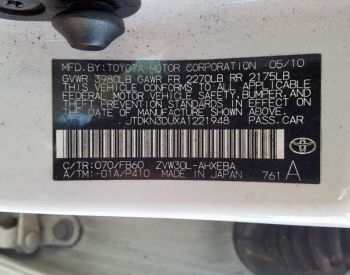 MFD.BY:TOYOTA MOTOR CORPORATION 05/10
GVWR 3980LB GAWR FR 2270LB RR 2175LB
THIS VEHICLE CONFORMS TO ALL APPLICABLE
FEDERAL MOTOR VEHICLE SAFETY,BUMPER,AND
THEFT PREVENTION STANDARDS IN EFFECT ON
THE DATE OF MANUFACTURE SHOWN ABOVE.
JTDKN3DUXA1221948 PASS.CAR
C/TR:070/FB60 ZVW30L-AHXEBA
A/TM:-01A/P410 MADE IN JAPAN 761 A
TOYOTA